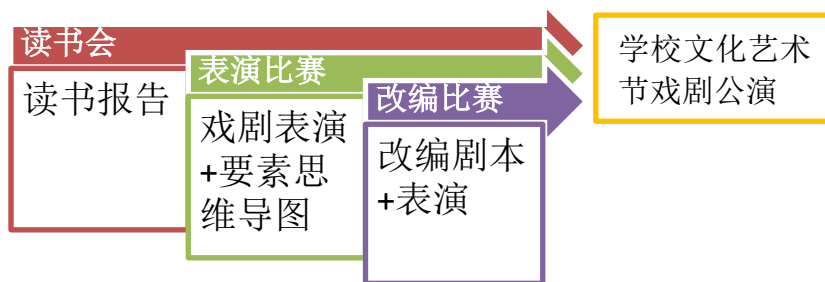 读书会
读书报告
表演比赛
戏剧表演
+要素思
维导图
改编比赛
改编剧本
+表演
学校文化艺术
节戏剧公演